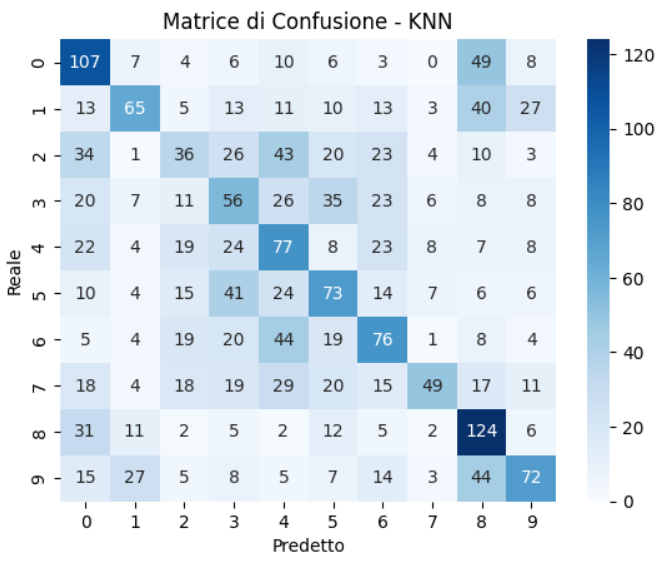 Matrice di Confusione - KNN
0 107 7 4 6 10 6 3 0 49 8
1 13 65 5 13 11 10 13 3 40 27
2 34 1 36 26 43 20 23 4 10 3
3 20 7 11 56 26 35 23 6 8 8
4 22 4 19 24 77 8 23 8 7 8
5 10 4 15 41 24 73 14 7 6 6
6 5 4 19 20 44 19 76 1 8 4
7 18 4 18 19 29 20 15 49 17 11
8 31 11 2 5 2 12 5 2 124 6
9 15 27 5 8 5 7 14 3 44 72
0 1 2 3 4 5 6 7 8 9
Predetto
Reale
120
100
80
60
40
20
0